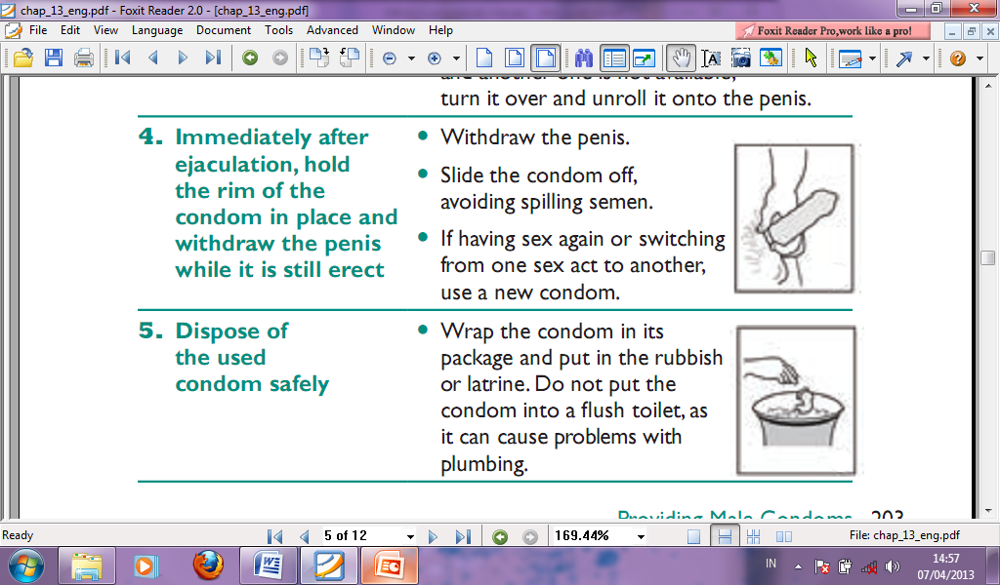 chap_13_eng.pdf - Foxit Reader 2.0 - [chap_13_eng.pdf]
File Edit View Language Document Tools Advanced Window Help
Foxit Reader Pro,work like a pro!
and another one is not available,
turn it over and unroll it onto the penis.
4. Immediately after
ejaculation, hold
the rim of the
condom in place and
withdraw the penis
while it is still erect
• Withdraw the penis.
• Slide the condom off,
avoiding spilling semen.
• If having sex again or switching
from one sex act to another,
use a new condom.
5. Dispose of
the used
condom safely
• Wrap the condom in its
package and put in the rubbish
or latrine. Do not put the
condom into a flush toilet, as
it can cause problems with
plumbing.
Providing Male Condoms 203
Ready
5 of 12
169.44%
File: chap_13_eng.pdf
IN
14:57
07/04/2013